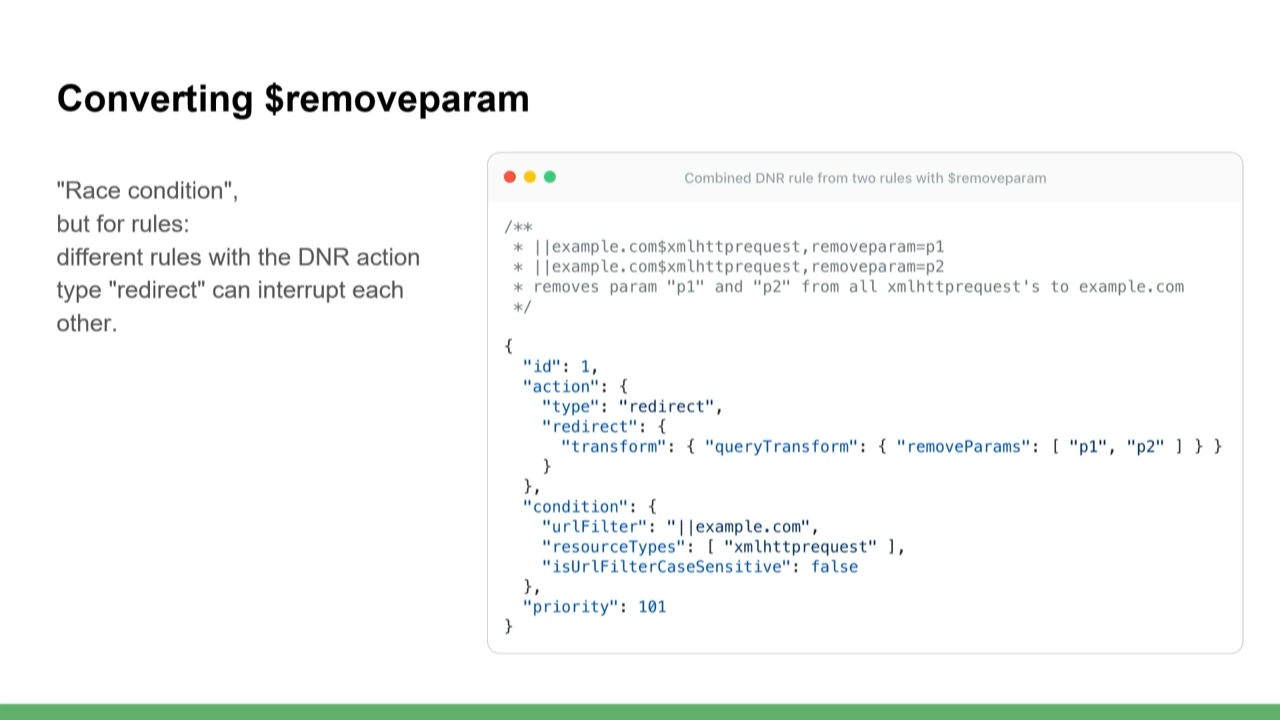 Converting $removeparam
"Race condition",
but for rules:
different rules with the DNR action
type "redirect" can interrupt each
other.
Combined DNR rule from two rules with $removeparam
/**
 * ||example.com$xmlhttprequest,removeparam=p1
 * ||example.com$xmlhttprequest,removeparam=p2
 * removes param "p1" and "p2" from all xmlhttprequest's to example.com
 */
{
  "id": 1,
  "action": {
    "type": "redirect",
    "redirect": {
      "transform": { "queryTransform": { "removeParams": [ "p1", "p2" ] } }
    }
  },
  "condition": {
    "urlFilter": "||example.com",
    "resourceTypes": [ "xmlhttprequest" ],
    "isUrlFilterCaseSensitive": false
  },
  "priority": 101
}